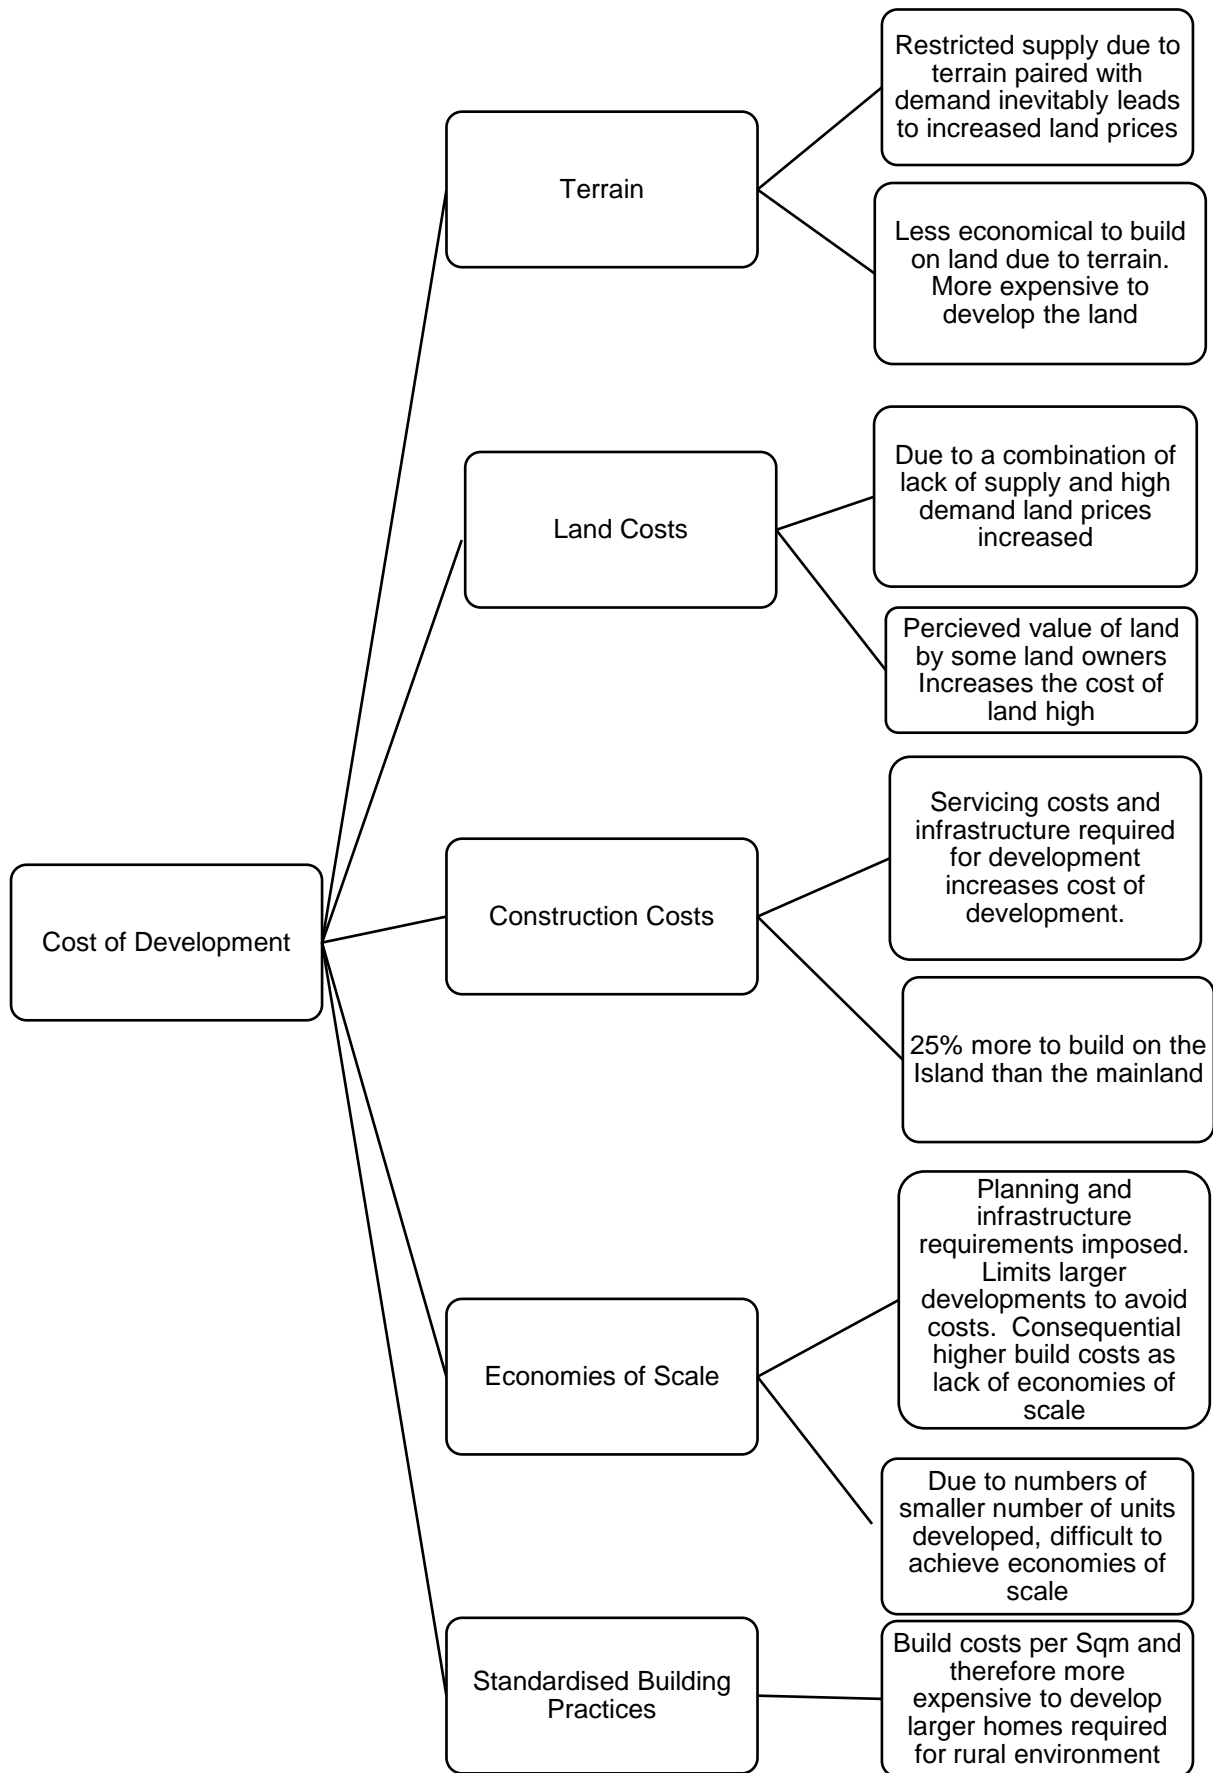 Cost of Development
Terrain
Restricted supply due to
terrain paired with
demand inevitably leads
to increased land prices
Less economical to build
on land due to terrain.
More expensive to
develop the land
Land Costs
Due to a combination of
lack of supply and high
demand land prices
increased
Percieved value of land
by some land owners
Increases the cost of
land high
Construction Costs
Servicing costs and
infrastructure required
for development
increases cost of
development.
25% more to build on the
Island than the mainland
Economies of Scale
Planning and
infrastructure
requirements imposed.
Limits larger
developments to avoid
costs.  Consequential
higher build costs as
lack of economies of
scale
Due to numbers of
smaller number of units
developed, difficult to
achieve economies of
scale
Standardised Building
Practices
Build costs per Sqm and
therefore more
expensive to develop
larger homes required
for rural environment